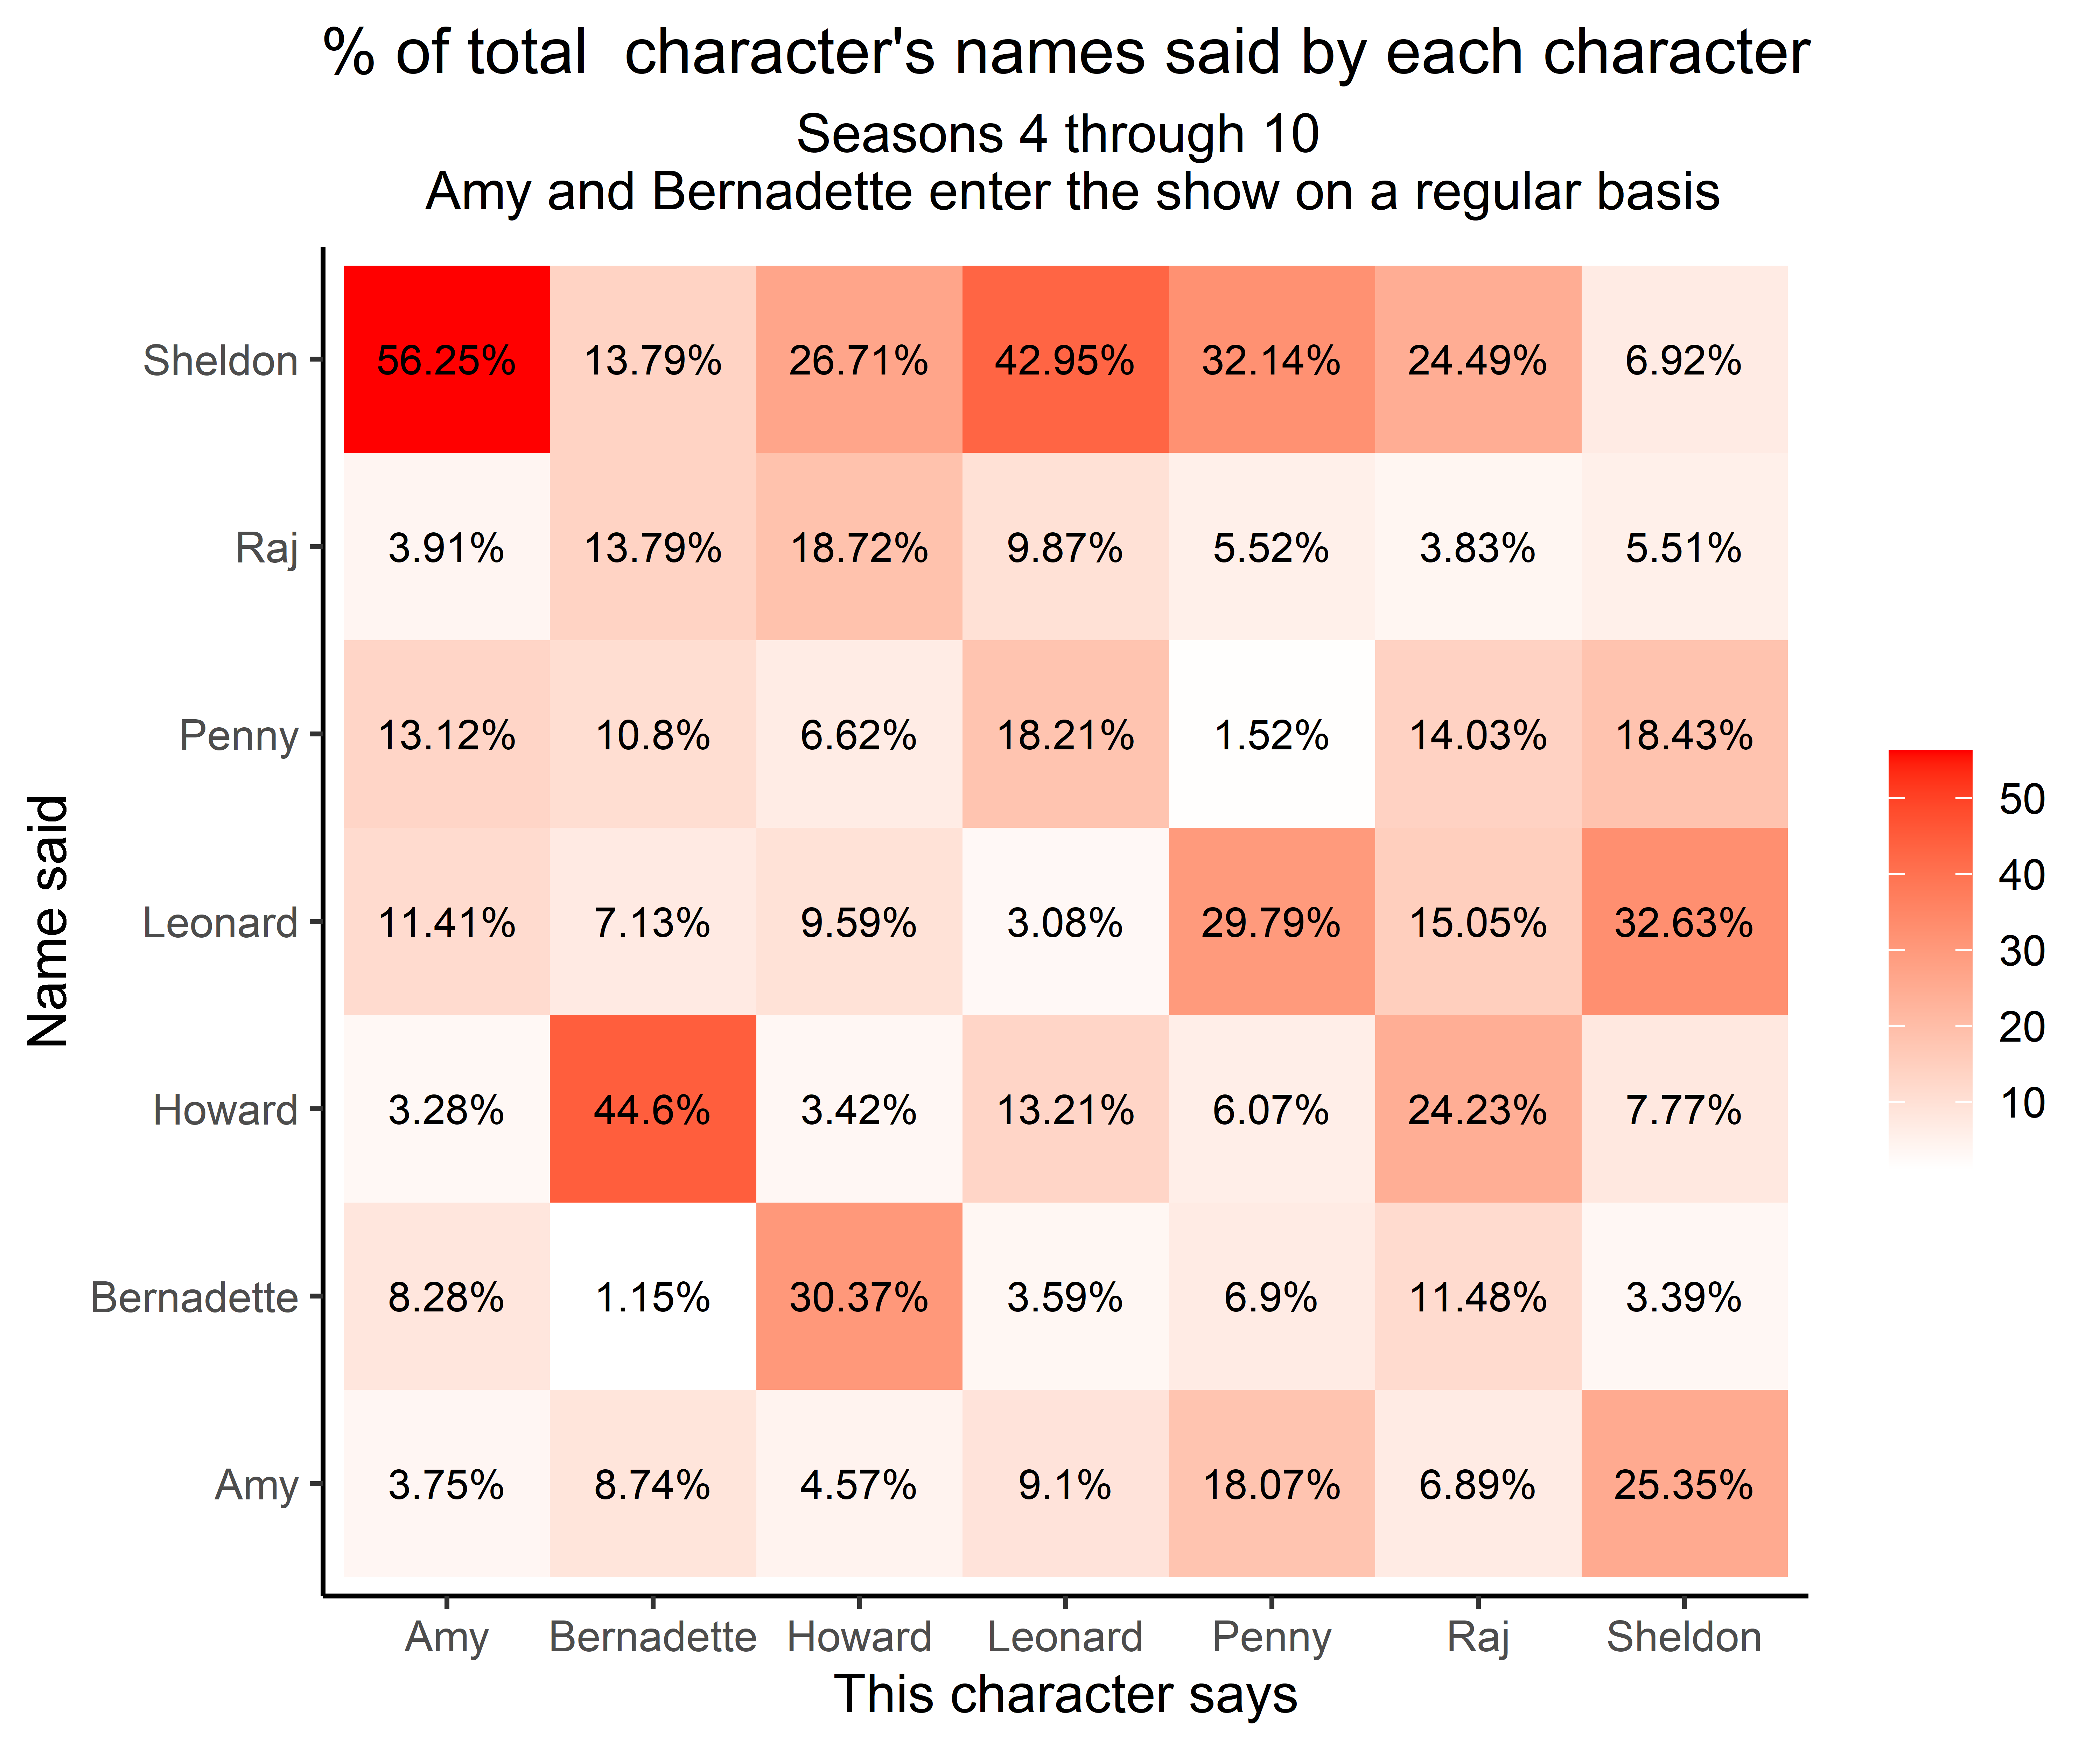 % of total  character's names said by each character
Seasons 4 through 10
Amy and Bernadette enter the show on a regular basis
Name said
Sheldon 56.25% 13.79% 26.71% 42.95% 32.14% 24.49% 6.92%
Raj 3.91% 13.79% 18.72% 9.87% 5.52% 3.83% 5.51%
Penny 13.12% 10.8% 6.62% 18.21% 1.52% 14.03% 18.43%
Leonard 11.41% 7.13% 9.59% 3.08% 29.79% 15.05% 32.63%
Howard 3.28% 44.6% 3.42% 13.21% 6.07% 24.23% 7.77%
Bernadette 8.28% 1.15% 30.37% 3.59% 6.9% 11.48% 3.39%
Amy 3.75% 8.74% 4.57% 9.1% 18.07% 6.89% 25.35%
Amy Bernadette Howard Leonard Penny Raj Sheldon
This character says
50
40
30
20
10